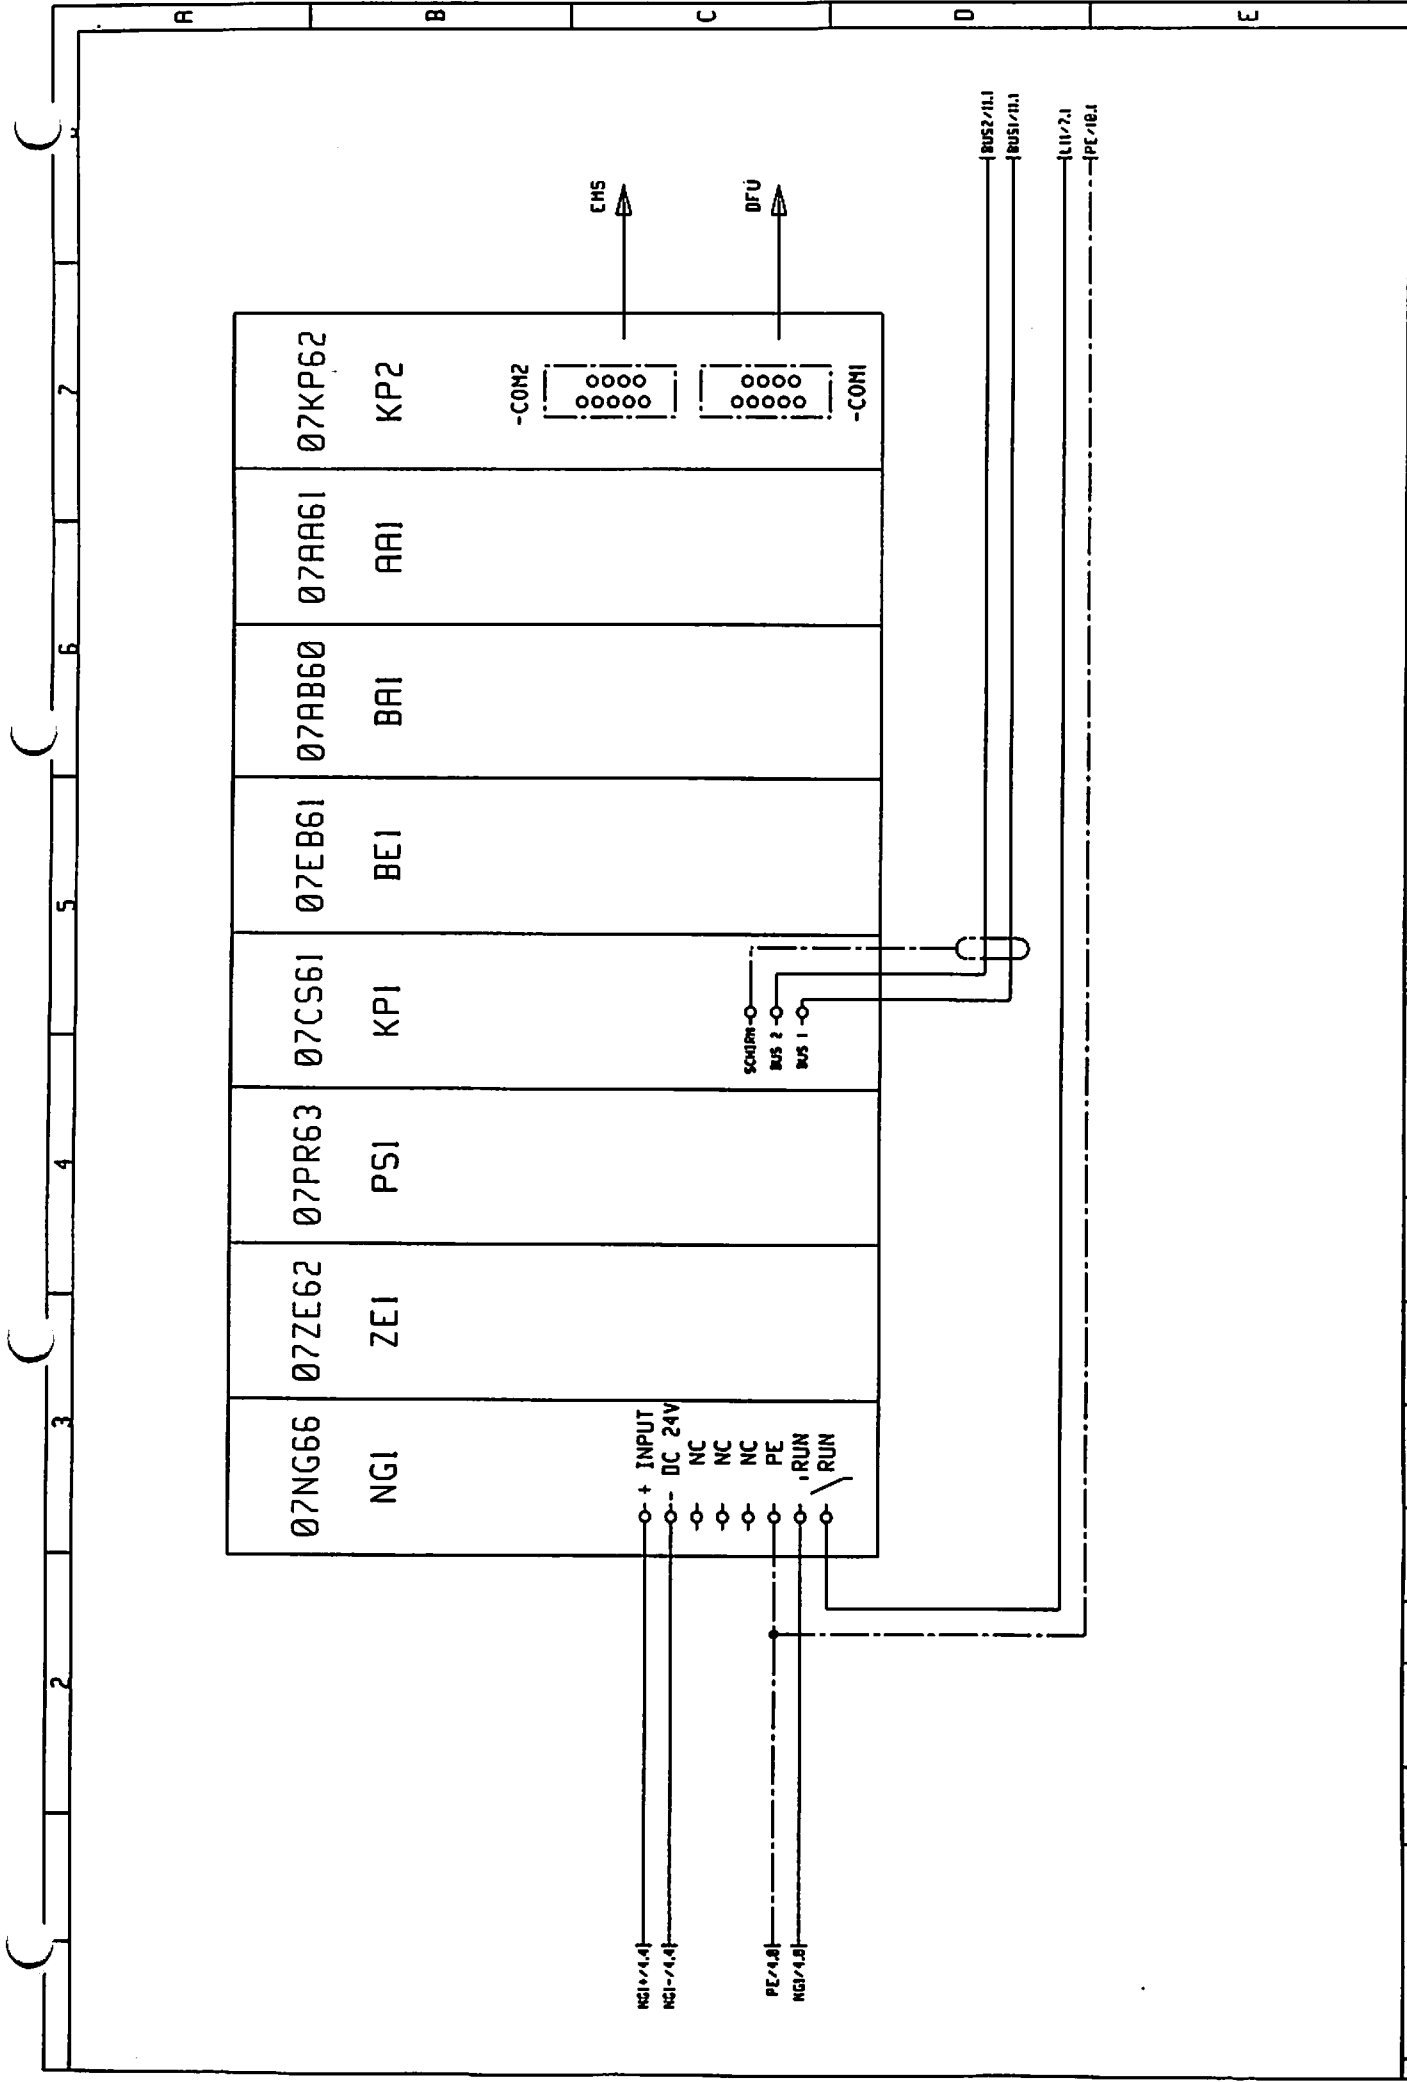 2 3 4 5 6 7
A
B
C
D
E
07NG66 07ZE62 07PR63 07CS61 07EB61 07AB60 07AA61 07KP62
NG1 ZE1 PS1 KP1 BE1 BA1 AA1 KP2
-COM2
EMS
NG1+/4.4 + INPUT
NG1-/4.4 - DC 24V
NC
NC
NC
PE/4.8 PE
NG1/4.8 RUN
RUN
SCHIRM
BUS 2
BUS 1
DFÜ
-COM1
BUS2/11.1
BUS1/11.1
L11/7.1
PE/10.1